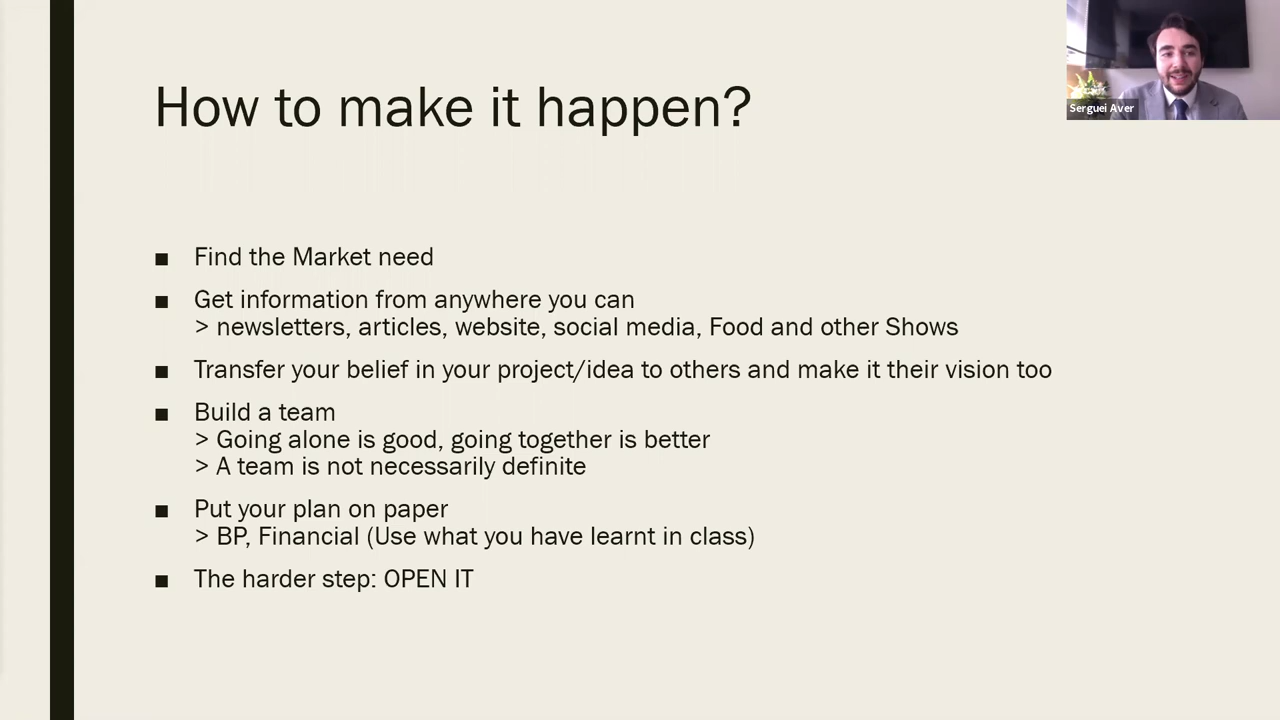 How to make it happen?
Serguei Aver
■ Find the Market need
■ Get information from anywhere you can
> newsletters, articles, website, social media, Food and other Shows
■ Transfer your belief in your project/idea to others and make it their vision too
■ Build a team
> Going alone is good, going together is better
> A team is not necessarily definite
■ Put your plan on paper
> BP, Financial (Use what you have learnt in class)
■ The harder step: OPEN IT